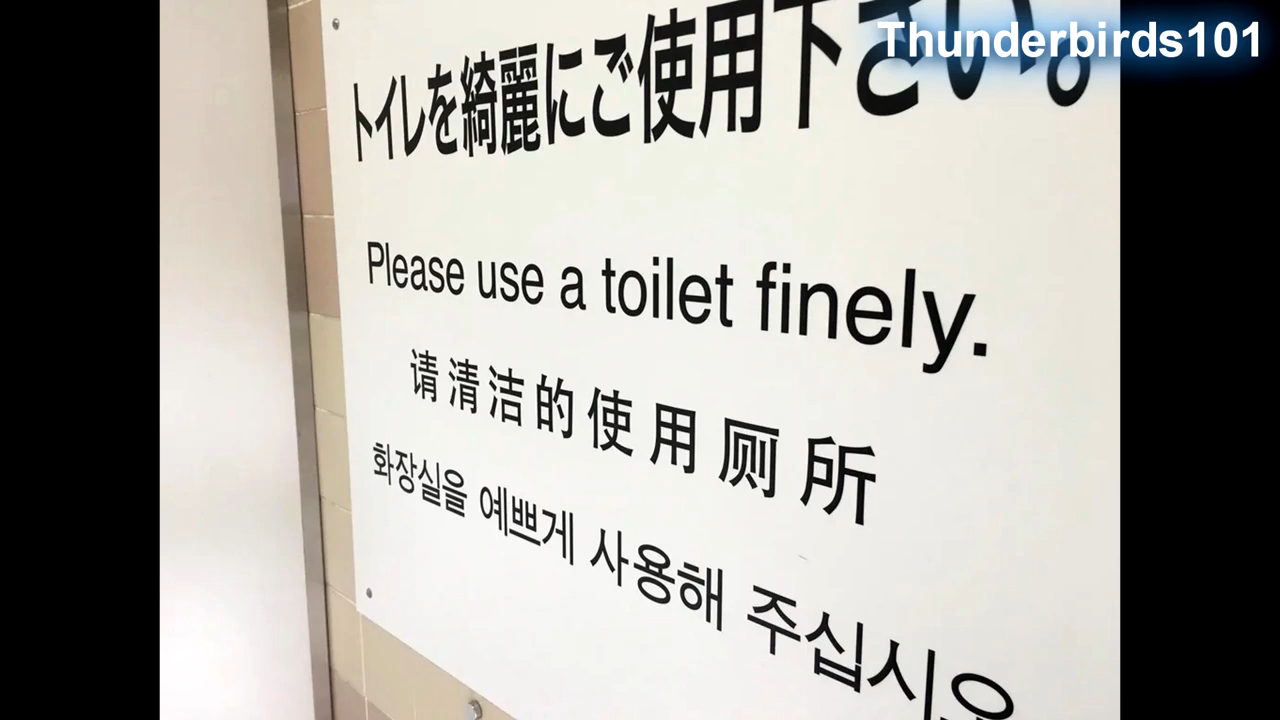 Thunderbirds101
トイレを綺麗にご使用下さい。
Please use a toilet finely.
请清洁的使用厕所
화장실을 예쁘게 사용해 주십시오